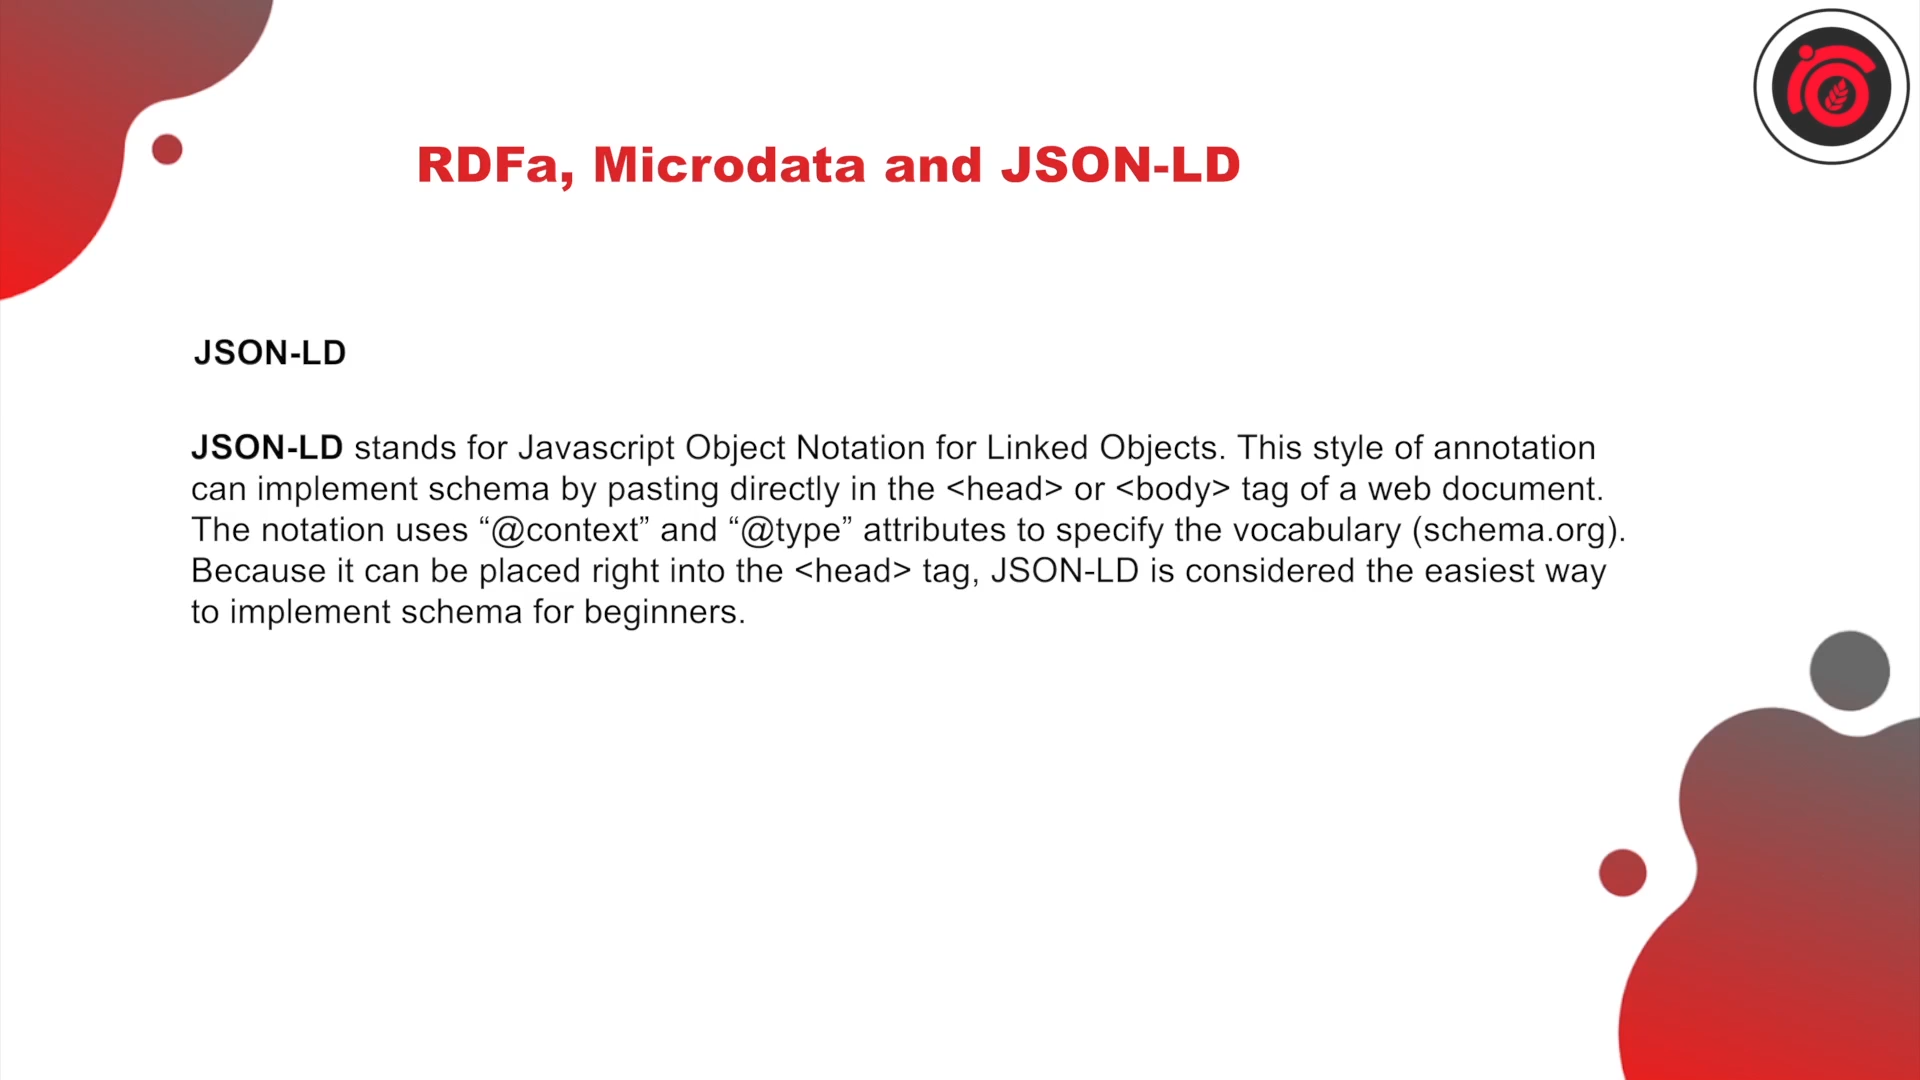 RDFa, Microdata and JSON-LD
JSON-LD
JSON-LD stands for Javascript Object Notation for Linked Objects. This style of annotation
can implement schema by pasting directly in the <head> or <body> tag of a web document.
The notation uses “@context” and “@type” attributes to specify the vocabulary (schema.org).
Because it can be placed right into the <head> tag, JSON-LD is considered the easiest way
to implement schema for beginners.